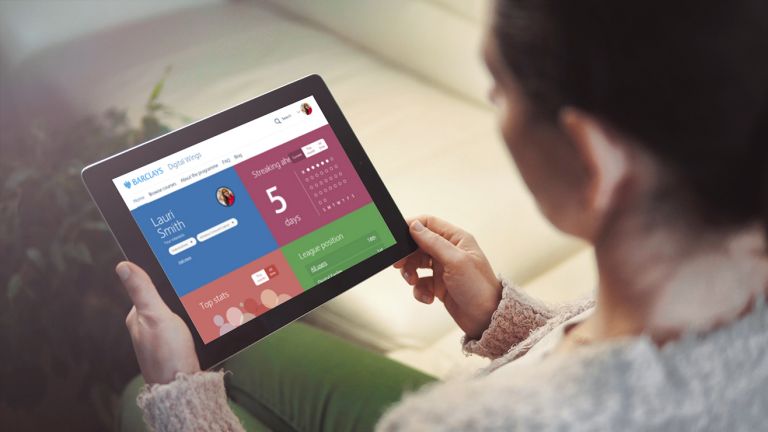 BARCLAYS Digital Wings
Search
Home Browse courses About the programme FAQ Blog
Lauri
Smith
Streaking ahe
5
days
S M T W T F S
League position
18th
All users
Top stats